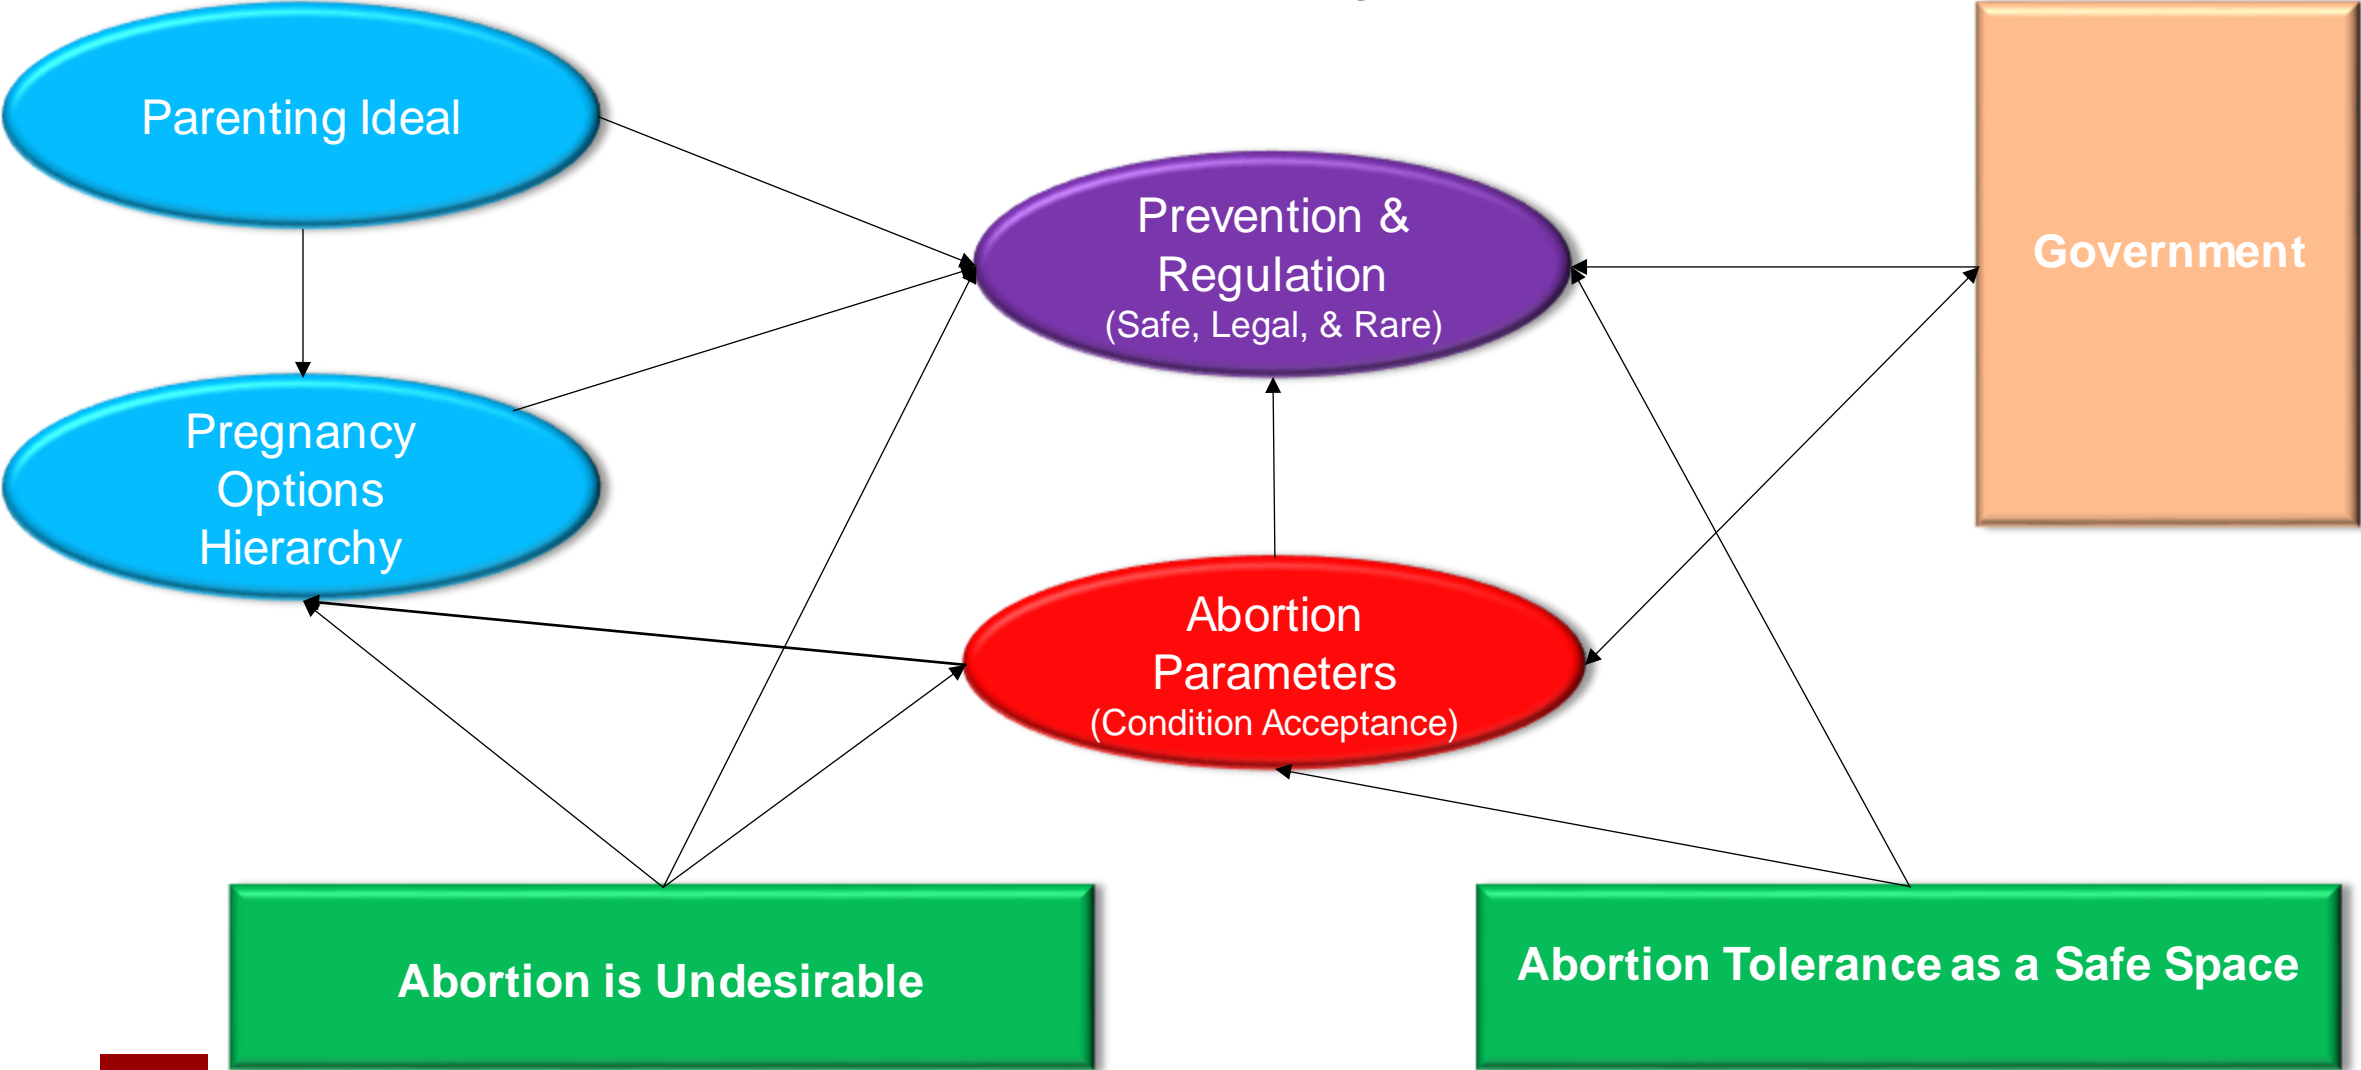 Parenting Ideal
Prevention &
Regulation
(Safe, Legal, & Rare)
Government
Pregnancy
Options
Hierarchy
Abortion
Parameters
(Condition Acceptance)
Abortion is Undesirable
Abortion Tolerance as a Safe Space